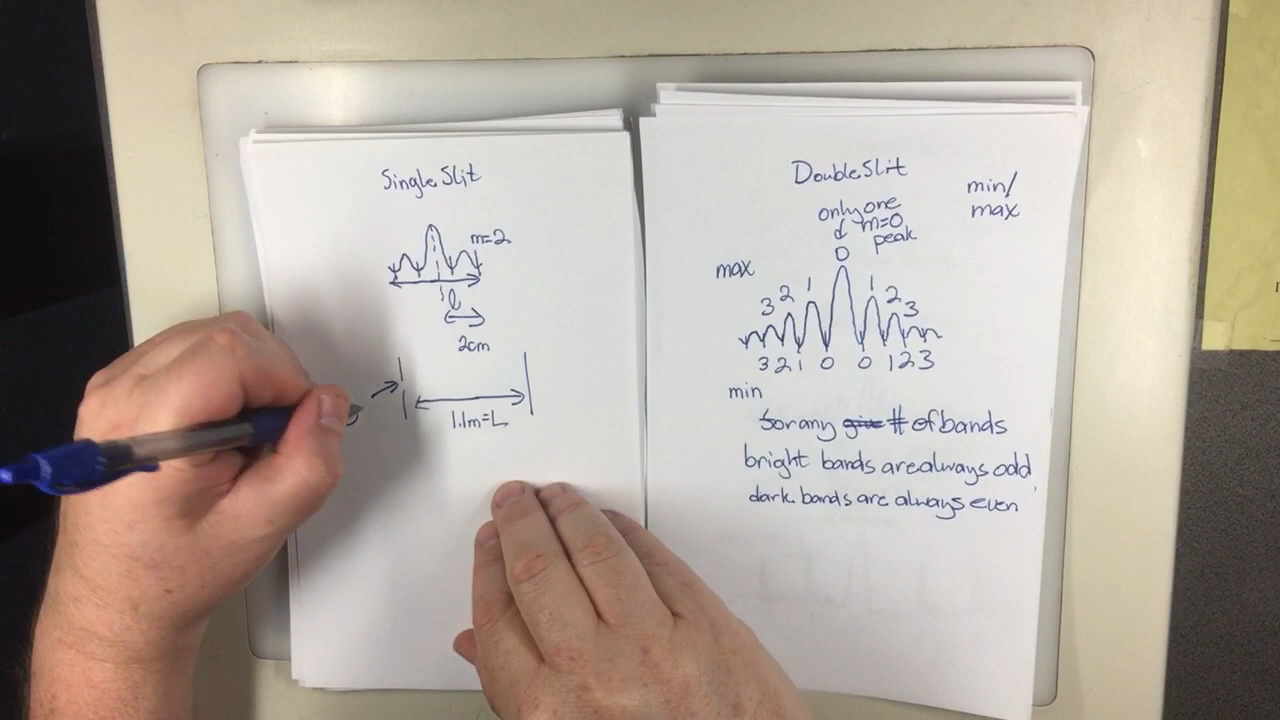 Single Slit
m=2
l
2cm
1.1m=L
Double Slit
min/
max
only one
m=0
peak
0
max
3 2 1 1 2 3
3 2 1 0 0 1 2 3
min
for any give # of bands
bright bands are always odd
dark bands are always even